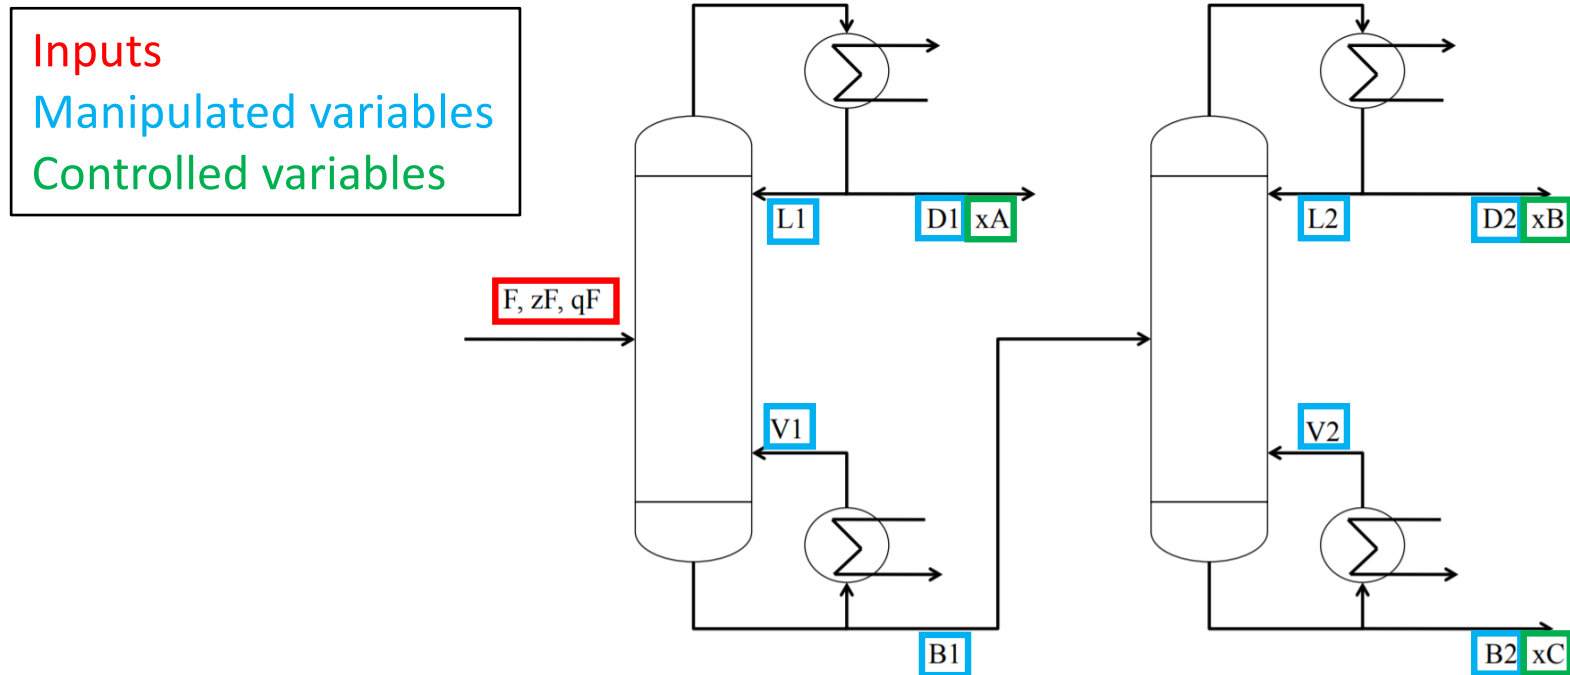 Inputs
Manipulated variables
Controlled variables
L1
D1 xA
L2
D2 xB
F, zF, qF
V1
V2
B1
B2 xC